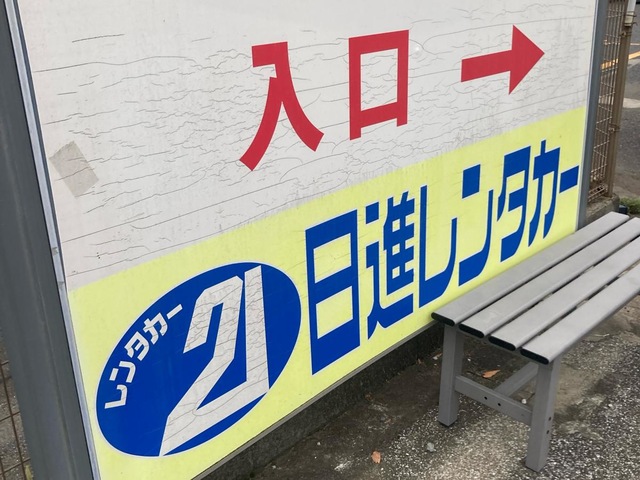 入口 →
レンタカー
21
日進レンタカー